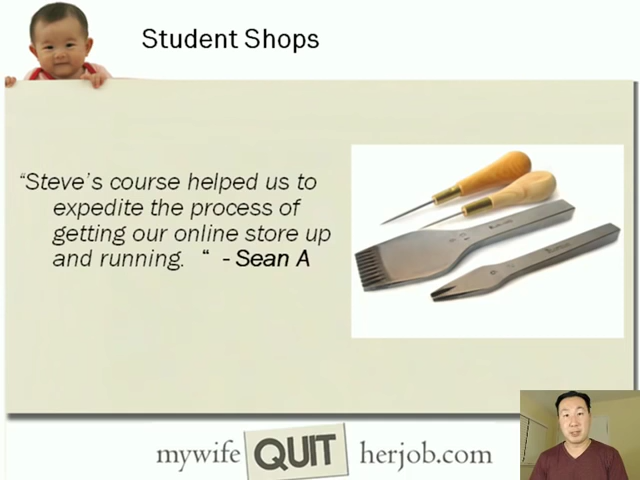 Student Shops
“Steve’s course helped us to
expedite the process of
getting our online store up
and running. “ - Sean A
mywife QUIT herjob.com